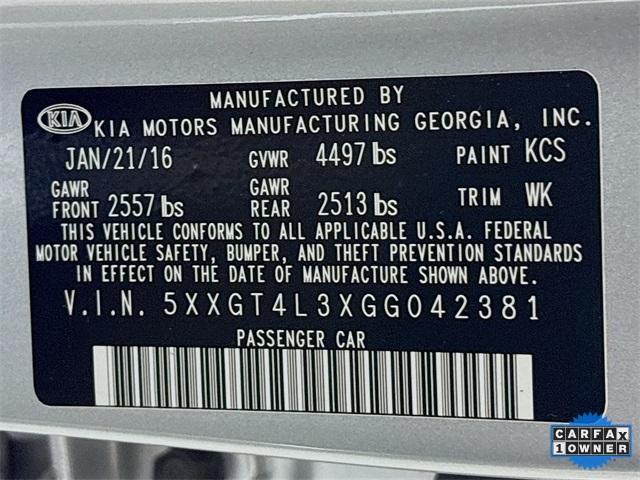 MANUFACTURED BY
KIA KIA MOTORS MANUFACTURING GEORGIA, INC.
JAN/21/16 GVWR 4497 lbs PAINT KCS
GAWR FRONT 2557 lbs GAWR REAR 2513 lbs TRIM WK
THIS VEHICLE CONFORMS TO ALL APPLICABLE U.S.A. FEDERAL
MOTOR VEHICLE SAFETY, BUMPER, AND THEFT PREVENTION STANDARDS
IN EFFECT ON THE DATE OF MANUFACTURE SHOWN ABOVE.
V.I.N. 5XXGT4L3XGG042381
PASSENGER CAR
CARFAX
1 OWNER